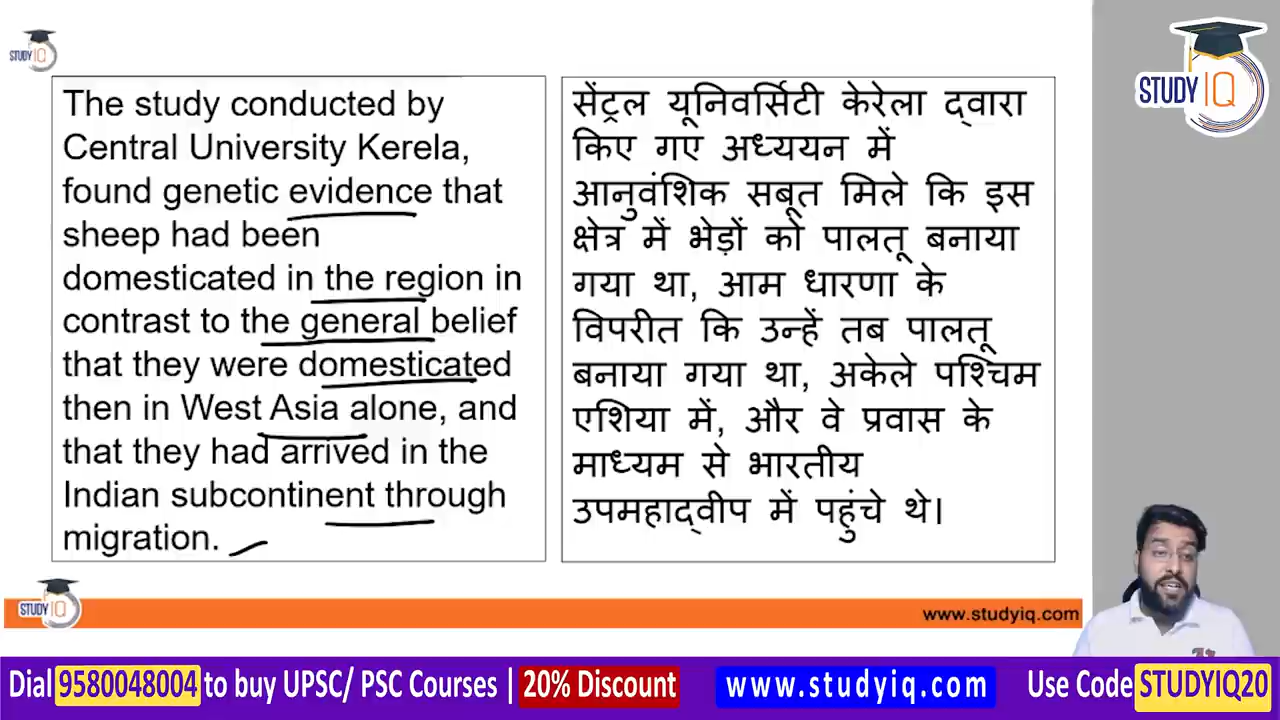 STUDY IQ
STUDY IQ
The study conducted by
Central University Kerela,
found genetic evidence that
sheep had been
domesticated in the region in
contrast to the general belief
that they were domesticated
then in West Asia alone, and
that they had arrived in the
Indian subcontinent through
migration.
सेंट्रल यूनिवर्सिटी केरेला द्वारा
किए गए अध्ययन में
आनुवंशिक सबूत मिले कि इस
क्षेत्र में भेड़ों को पालतू बनाया
गया था, आम धारणा के
विपरीत कि उन्हें तब पालतू
बनाया गया था, अकेले पश्चिम
एशिया में, और वे प्रवास के
माध्यम से भारतीय
उपमहाद्वीप में पहुंचे थे।
STUDY IQ
www.studyiq.com
Dial 9580048004 to buy UPSC/ PSC Courses | 20% Discount www.studyiq.com Use Code STUDYIQ20